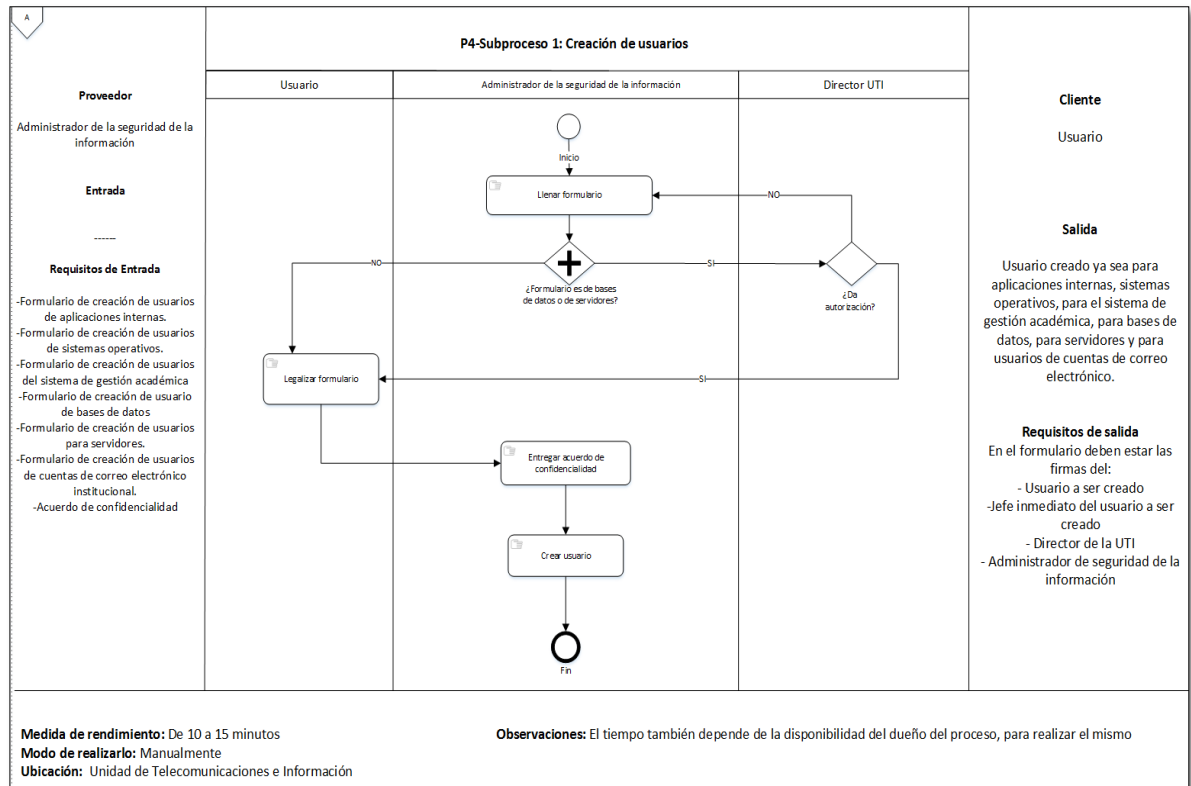 A
P4-Subproceso 1: Creación de usuarios
Proveedor
Administrador de la seguridad de la
información
Entrada
------
Requisitos de Entrada
-Formulario de creación de usuarios
de aplicaciones internas.
-Formulario de creación de usuarios
de sistemas operativos.
-Formulario de creación de usuarios
del sistema de gestión académica
-Formulario de creación de usuario
de bases de datos
-Formulario de creación de usuarios
para servidores.
-Formulario de creación de usuarios
de cuentas de correo electrónico
institucional.
-Acuerdo de confidencialidad
Usuario
Administrador de la seguridad de la información
Director UTI
Inicio
Llenar formulario
NO
NO
SI
¿Formulario es de bases
de datos o de servidores?
¿Da
autorización?
Legalizar formulario
SI
Entregar acuerdo de
confidencialidad
Crear usuario
Fin
Cliente
Usuario
Salida
Usuario creado ya sea para
aplicaciones internas, sistemas
operativos, para el sistema de
gestión académica, para bases de
datos, para servidores y para
usuarios de cuentas de correo
electrónico.
Requisitos de salida
En el formulario deben estar las
firmas del:
- Usuario a ser creado
-Jefe inmediato del usuario a ser
creado
- Director de la UTI
- Administrador de seguridad de la
información
Medida de rendimiento: De 10 a 15 minutos
Modo de realizarlo: Manualmente
Ubicación: Unidad de Telecomunicaciones e Información
Observaciones: El tiempo también depende de la disponibilidad del dueño del proceso, para realizar el mismo